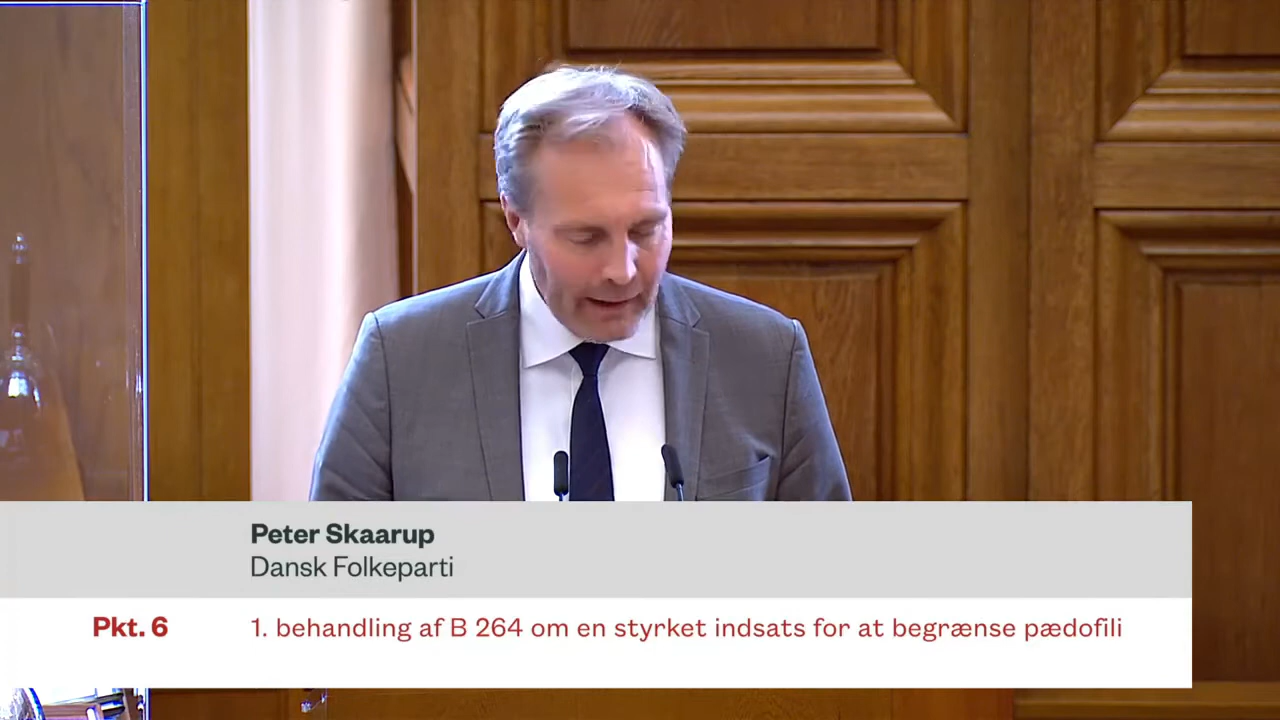 Peter Skaarup
Dansk Folkeparti
Pkt. 6 1. behandling af B 264 om en styrket indsats for at begrænse pædofili